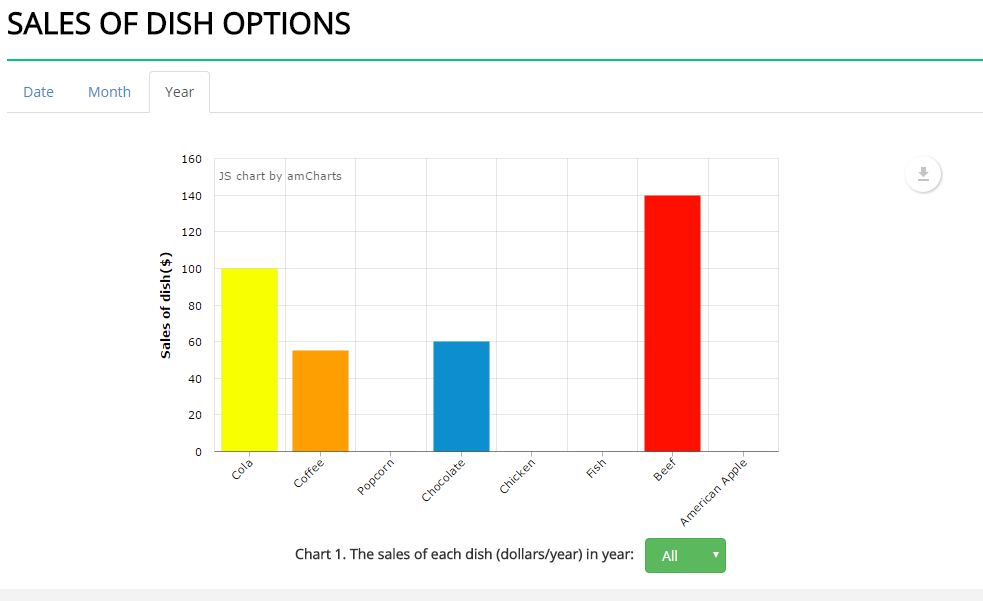 SALES OF DISH OPTIONS
Date Month Year
JS chart by amCharts
Sales of dish($)
160
140
120
100
80
60
40
20
0
Cola
Coffee
Popcorn
Chocolate
Chicken
Fish
Beef
American Apple
Chart 1. The sales of each dish (dollars/year) in year: All